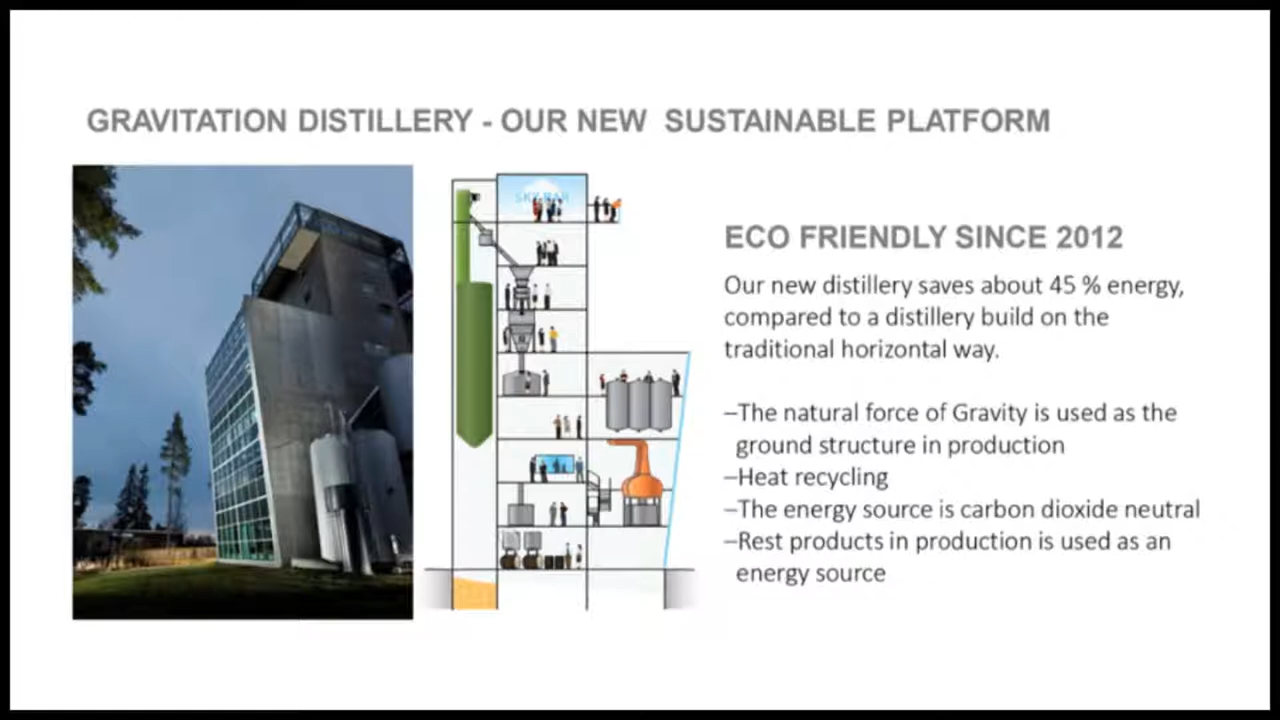 GRAVITATION DISTILLERY - OUR NEW  SUSTAINABLE PLATFORM
SKY BAR
ECO FRIENDLY SINCE 2012
Our new distillery saves about 45 % energy,
compared to a distillery build on the
traditional horizontal way.
–The natural force of Gravity is used as the
ground structure in production
–Heat recycling
–The energy source is carbon dioxide neutral
–Rest products in production is used as an
energy source